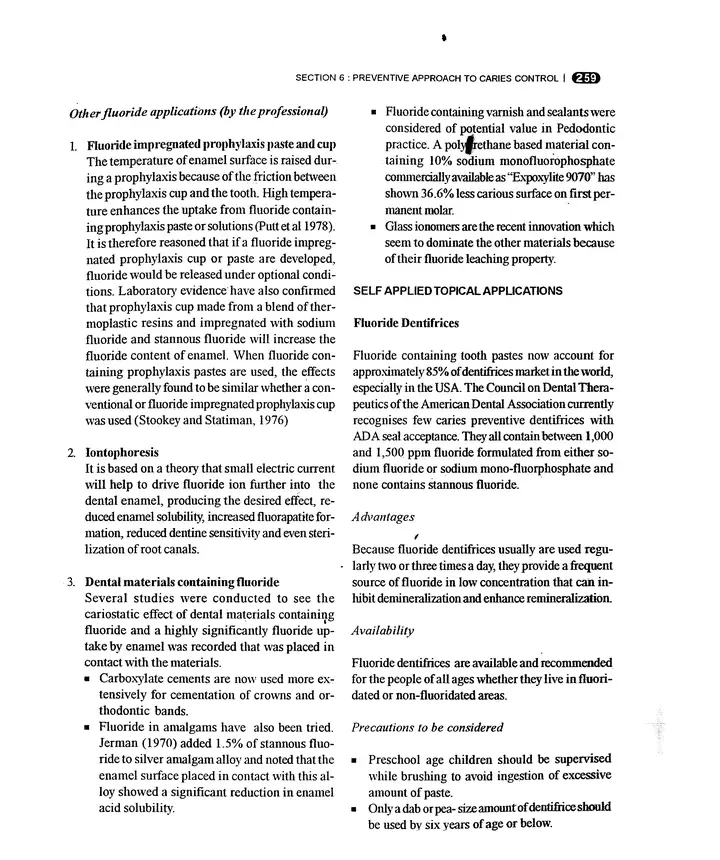 SECTION 6 : PREVENTIVE APPROACH TO CARIES CONTROL | 259
Other fluoride applications (by the professional)
1. Fluoride impregnated prophylaxis paste and cup
The temperature of enamel surface is raised dur-
ing a prophylaxis because of the friction between
the prophylaxis cup and the tooth. High tempera-
ture enhances the uptake from fluoride contain-
ing prophylaxis paste or solutions (Putt et al 1978).
It is therefore reasoned that if a fluoride impreg-
nated prophylaxis cup or paste are developed,
fluoride would be released under optional condi-
tions. Laboratory evidence have also confirmed
that prophylaxis cup made from a blend of ther-
moplastic resins and impregnated with sodium
fluoride and stannous fluoride will increase the
fluoride content of enamel. When fluoride con-
taining prophylaxis pastes are used, the effects
were generally found to be similar whether a con-
ventional or fluoride impregnated prophylaxis cup
was used (Stookey and Statiman, 1976)
2. Iontophoresis
It is based on a theory that small electric current
will help to drive fluoride ion further into the
dental enamel, producing the desired effect, re-
duced enamel solubility, increased fluorapatite for-
mation, reduced dentine sensitivity and even steri-
lization of root canals.
3. Dental materials containing fluoride
Several studies were conducted to see the
cariostatic effect of dental materials containing
fluoride and a highly significantly fluoride up-
take by enamel was recorded that was placed in
contact with the materials.
▪ Carboxylate cements are now used more ex-
tensively for cementation of crowns and or-
thodontic bands.
▪ Fluoride in amalgams have also been tried.
Jerman (1970) added 1.5% of stannous fluo-
ride to silver amalgam alloy and noted that the
enamel surface placed in contact with this al-
loy showed a significant reduction in enamel
acid solubility.
▪ Fluoride containing varnish and sealants were
considered of potential value in Pedodontic
practice. A polyurethane based material con-
taining 10% sodium monofluorophosphate
commercially available as “Expoxylite 9070” has
shown 36.6% less carious surface on first per-
manent molar.
▪ Glass ionomers are the recent innovation which
seem to dominate the other materials because
of their fluoride leaching property.
SELF APPLIED TOPICAL APPLICATIONS
Fluoride Dentifrices
Fluoride containing tooth pastes now account for
approximately 85% of dentifrices market in the world,
especially in the USA. The Council on Dental Thera-
peutics of the American Dental Association currently
recognises few caries preventive dentifrices with
ADA seal acceptance. They all contain between 1,000
and 1,500 ppm fluoride formulated from either so-
dium fluoride or sodium mono-fluorphosphate and
none contains stannous fluoride.
Advantages
Because fluoride dentifrices usually are used regu-
larly two or three times a day, they provide a frequent
source of fluoride in low concentration that can in-
hibit demineralization and enhance remineralization.
Availability
Fluoride dentifrices are available and recommended
for the people of all ages whether they live in fluori-
dated or non-fluoridated areas.
Precautions to be considered
▪ Preschool age children should be supervised
while brushing to avoid ingestion of excessive
amount of paste.
▪ Only a dab or pea- size amount of dentifrice should
be used by six years of age or below.